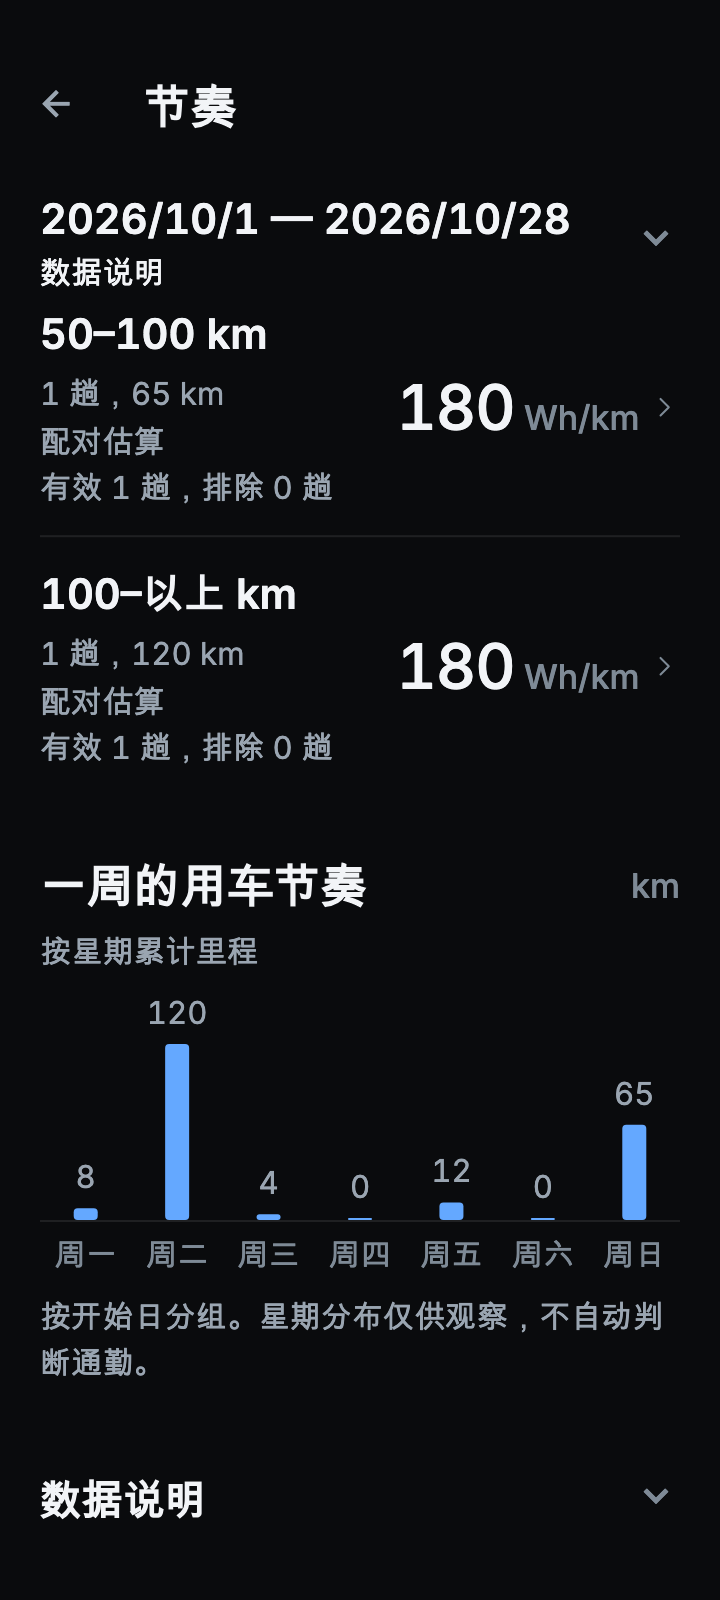 节奏
2026/10/1 — 2026/10/28
数据说明
50–100 km
1 趟，65 km
180 Wh/km
配对估算
有效 1 趟，排除 0 趟
100–以上 km
1 趟，120 km
180 Wh/km
配对估算
有效 1 趟，排除 0 趟
一周的用车节奏
km
按星期累计里程
8 120 4 0 12 0 65
周一 周二 周三 周四 周五 周六 周日
按开始日分组。星期分布仅供观察，不自动判
断通勤。
数据说明